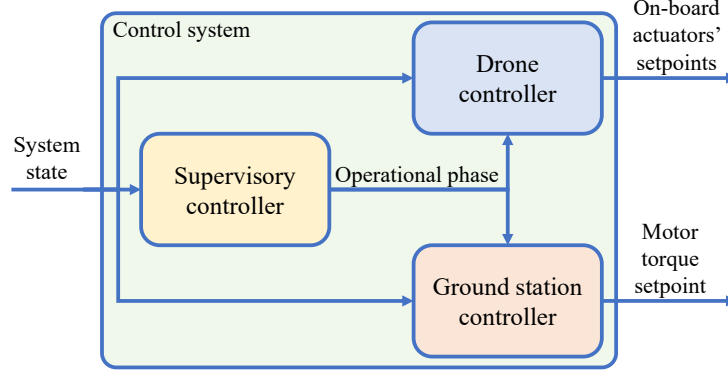 Control system
On-board
actuators’
setpoints
Drone
controller
System
state
Supervisory
controller
Operational phase
Motor
torque
setpoint
Ground station
controller